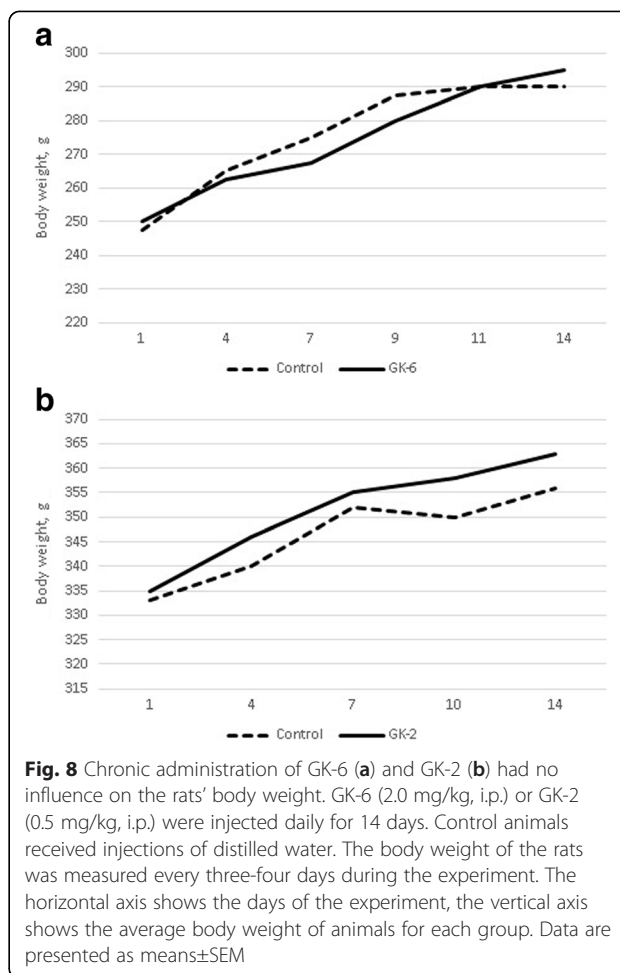 a
300
290
280
270
260
250
240
230
220
Body weight, g
1 4 7 9 11 14
Control GK-6
b
370
365
360
355
350
345
340
335
330
325
320
315
Body weight, g
1 4 7 10 14
Control GK-2
Fig. 8 Chronic administration of GK-6 (a) and GK-2 (b) had no
influence on the rats' body weight. GK-6 (2.0 mg/kg, i.p.) or GK-2
(0.5 mg/kg, i.p.) were injected daily for 14 days. Control animals
received injections of distilled water. The body weight of the rats
was measured every three-four days during the experiment. The
horizontal axis shows the days of the experiment, the vertical axis
shows the average body weight of animals for each group. Data are
presented as means±SEM